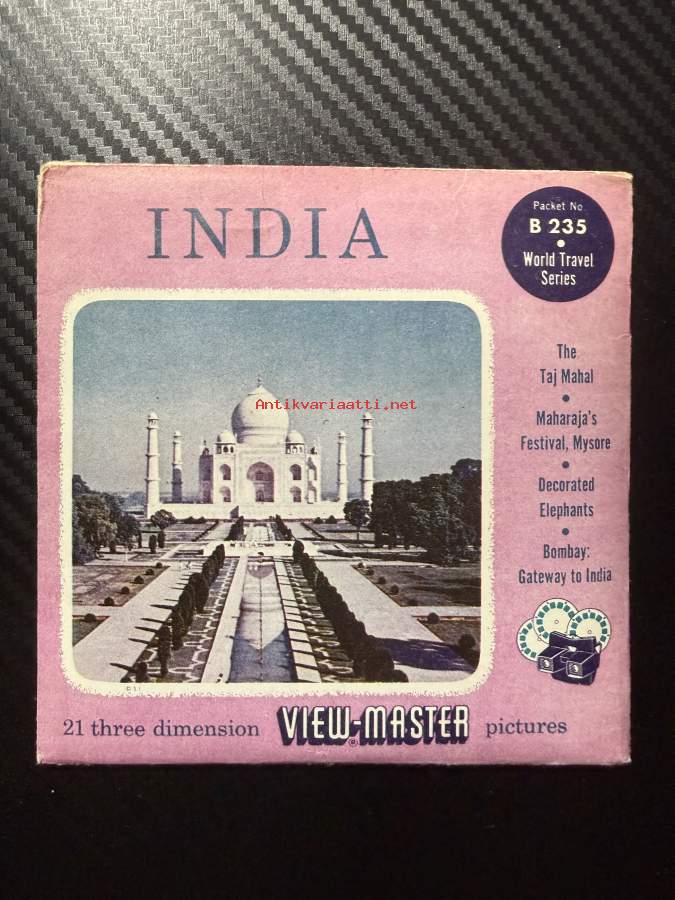 INDIA
Packet No.
B 235
•
World Travel
Series
Antikvariaatti.net
The
Taj Mahal
•
Maharaja's
Festival, Mysore
•
Decorated
Elephants
•
Bombay:
Gateway to India
21 three dimension VIEW-MASTER ® pictures